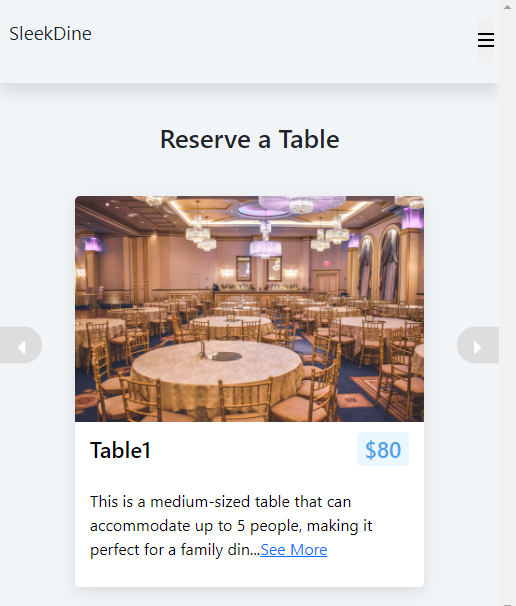 SleekDine
Reserve a Table
Table1
$80
This is a medium-sized table that can
accommodate up to 5 people, making it
perfect for a family din...See More